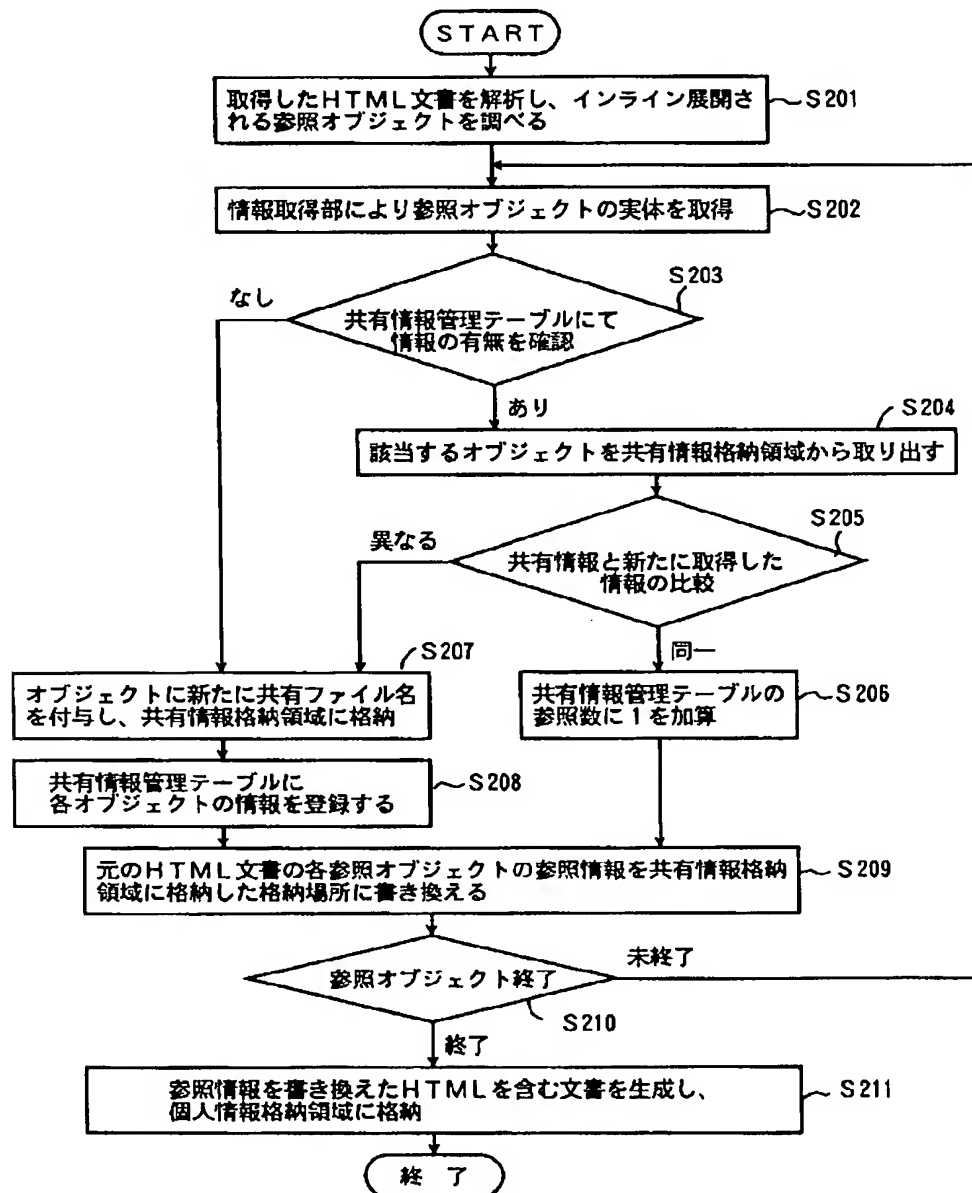 START
取得したHTML文書を解析し、インライン展開さ
れる参照オブジェクトを調べる
S201
情報取得部により参照オブジェクトの実体を取得
S202
S203
なし
共有情報管理テーブルにて
情報の有無を確認
あり
S204
該当するオブジェクトを共有情報格納領域から取り出す
S205
異なる
共有情報と新たに取得した
情報の比較
S207
同一
オブジェクトに新たに共有ファイル名
を付与し、共有情報格納領域に格納
共有情報管理テーブルの
参照数に1を加算
S206
共有情報管理テーブルに
各オブジェクトの情報を登録する
S208
元のHTML文書の各参照オブジェクトの参照情報を共有情報格納
領域に格納した格納場所に書き換える
S209
未終了
参照オブジェクト終了
S210
終了
参照情報を書き換えたHTMLを含む文書を生成し、
個人情報格納領域に格納
S211
終 了